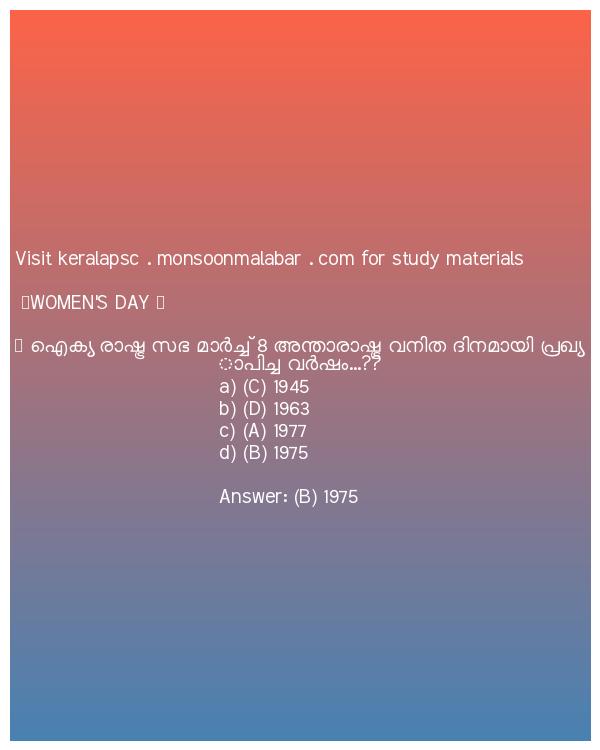 Visit keralapsc . monsoonmalabar . com for study materials
WOMEN'S DAY
ഐക്യ രാഷ്ട്ര സഭ മാർച്ച് 8 അന്താരാഷ്ട്ര വനിത ദിനമായി പ്രഖ്യ
ാപിച്ച വർഷം...??
a) (C) 1945
b) (D) 1963
c) (A) 1977
d) (B) 1975
Answer: (B) 1975